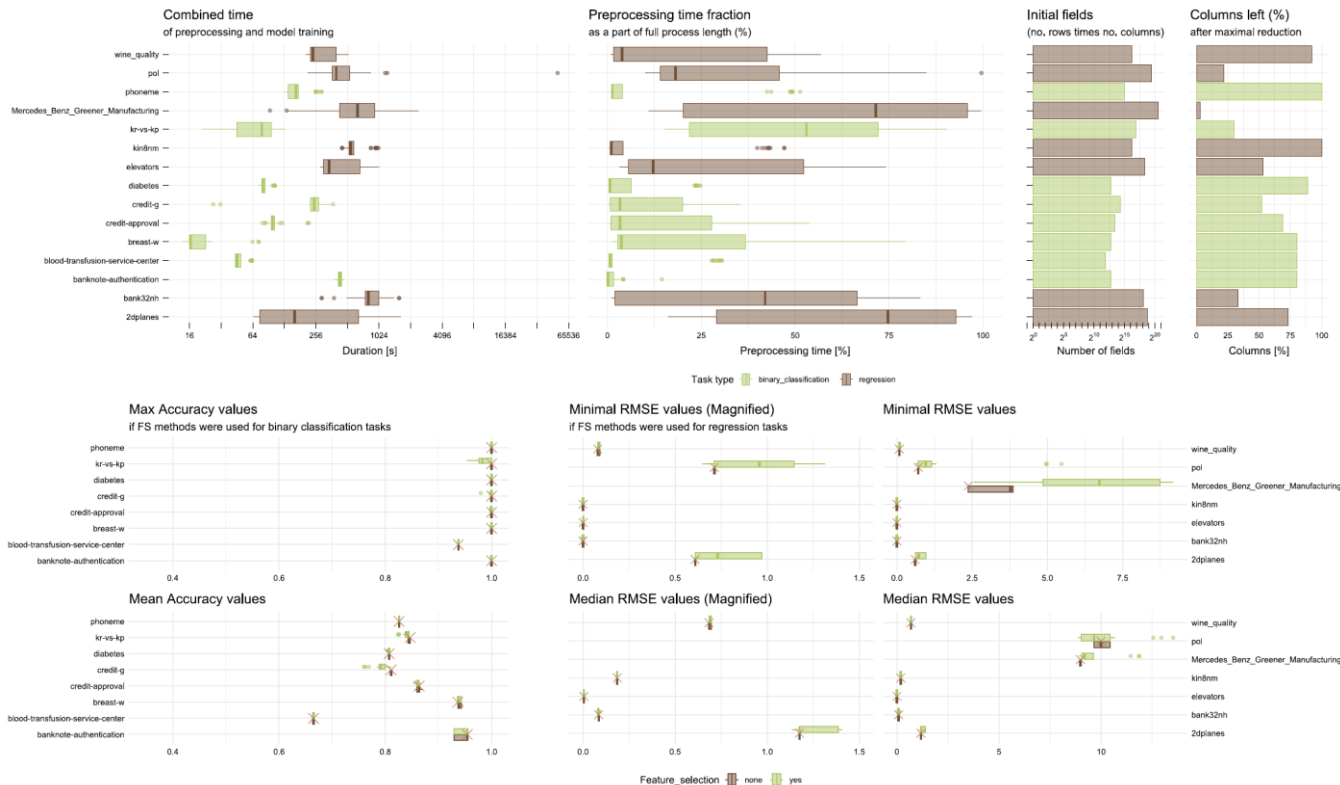 Combined time
of preprocessing and model training
Preprocessing time fraction
as a part of full process length (%)
Initial fields
(no. rows times no. columns)
Columns left (%)
after maximal reduction
wine_quality
pol
phoneme
Mercedes_Benz_Greener_Manufacturing
kr-vs-kp
kin8nm
elevators
diabetes
credit-g
credit-approval
breast-w
blood-transfusion-service-center
banknote-authentication
bank32nh
2dplanes
16 64 256 1024 4096 16384 65536
Duration [s]
0 25 50 75 100
Preprocessing time [%]
2^0 2^5 2^10 2^15 2^20
Number of fields
0 25 50 75 100
Columns [%]
Task type binary_classification regression
Max Accuracy values
Minimal RMSE values (Magnified)
if FS methods were used for binary classification tasks
if FS methods were used for regression tasks
Minimal RMSE values
phoneme
kr-vs-kp
diabetes
credit-g
credit-approval
breast-w
blood-transfusion-service-center
banknote-authentication
0.4 0.6 0.8 1.0
0.0 0.5 1.0 1.5
0.0 2.5 5.0 7.5
wine_quality
pol
Mercedes_Benz_Greener_Manufacturing
kin8nm
elevators
bank32nh
2dplanes
Mean Accuracy values
Median RMSE values (Magnified)
Median RMSE values
phoneme
kr-vs-kp
diabetes
credit-g
credit-approval
breast-w
blood-transfusion-service-center
banknote-authentication
0.4 0.6 0.8 1.0
0.0 0.5 1.0 1.5
0 5 10
wine_quality
pol
Mercedes_Benz_Greener_Manufacturing
kin8nm
elevators
bank32nh
2dplanes
Feature_selection none yes